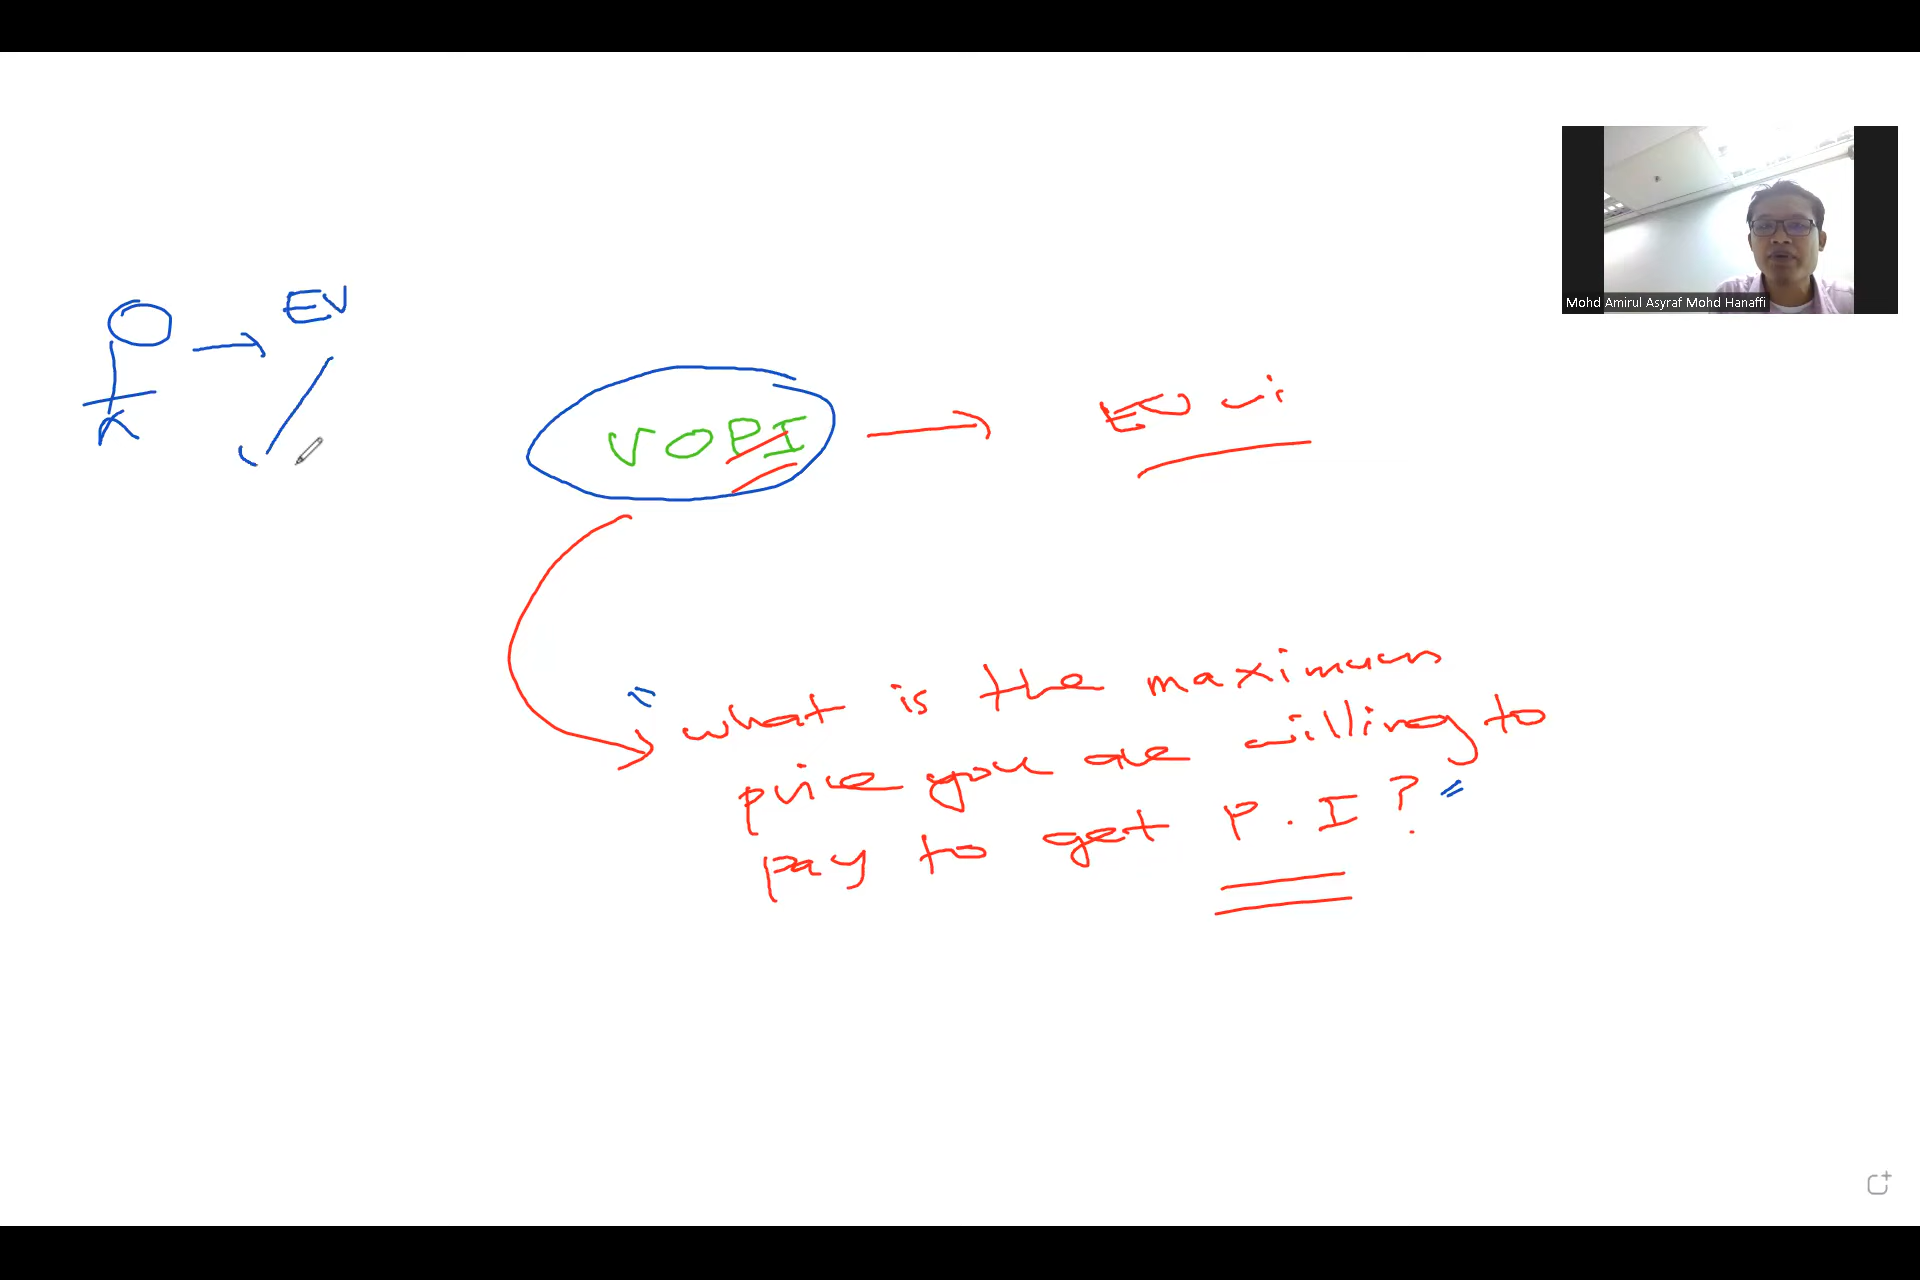 Mohd Amirul Asyraf Mohd Hanaffi
EV
VOPI
what is the maximum
price you are willing to
pay to get P.I?